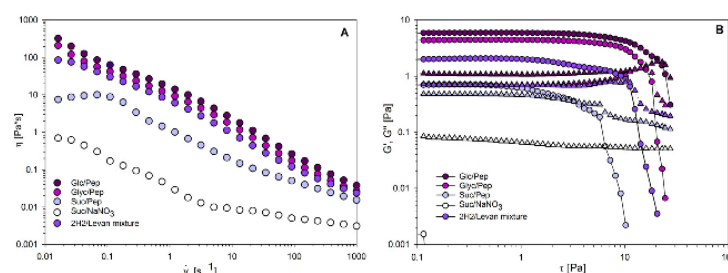 A
1000
100
10
1
0.1
0.01
0.001
η [Pa*s]
Glc/Pep
Glyc/Pep
Suc/Pep
Suc/NaNO3
2H2/Levan mixture
0.01
0.1
1
10
100
1000
γ̇ [s⁻¹]
B
10
1
0.1
0.01
0.001
G', G'' [Pa]
Glc/Pep
Glyc/Pep
Suc/Pep
Suc/NaNO3
2H2/Levan mixture
0.1
1
10
τ [Pa]